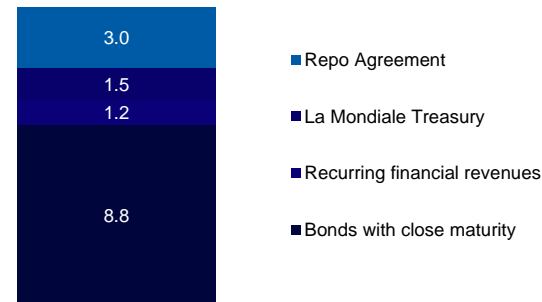 3.0
1.5
1.2
8.8
Repo Agreement
La Mondiale Treasury
Recurring financial revenues
Bonds with close maturity